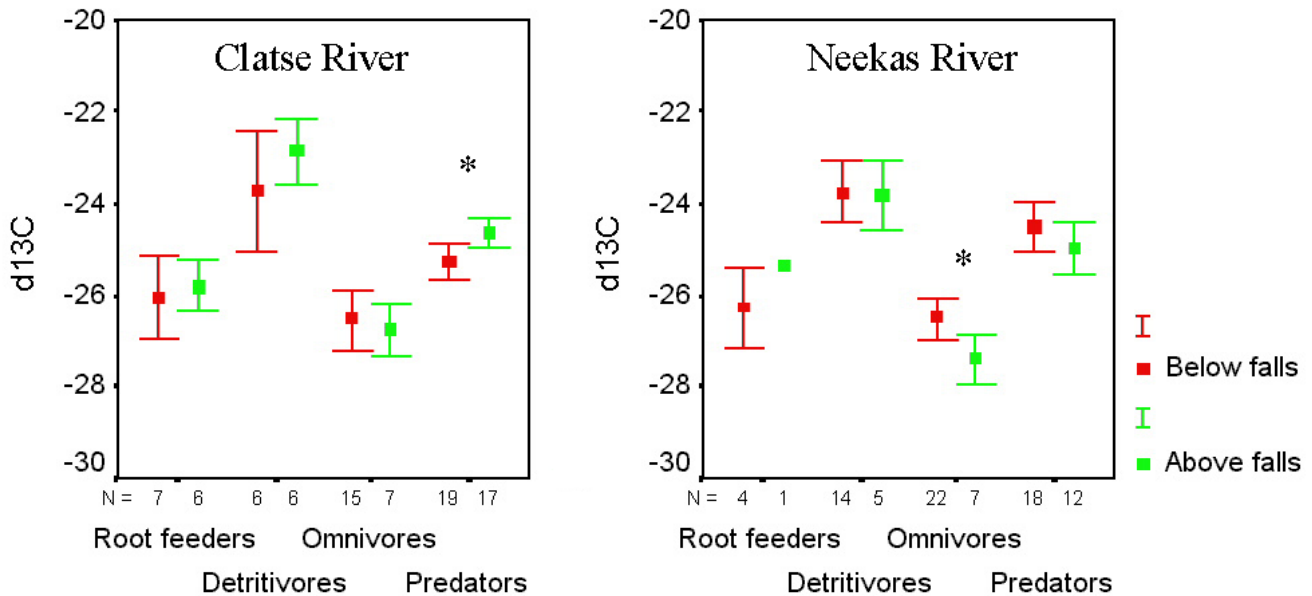 Clatse River
d13C
-20
-22
-24
-26
-28
-30
*
N = 7 6 6 6 15 7 19 17
Root feeders Omnivores
Detritivores Predators
Neekas River
d13C
-20
-22
-24
-26
-28
-30
*
N = 4 1 14 5 22 7 18 12
Root feeders Omnivores
Detritivores Predators
Below falls
Above falls